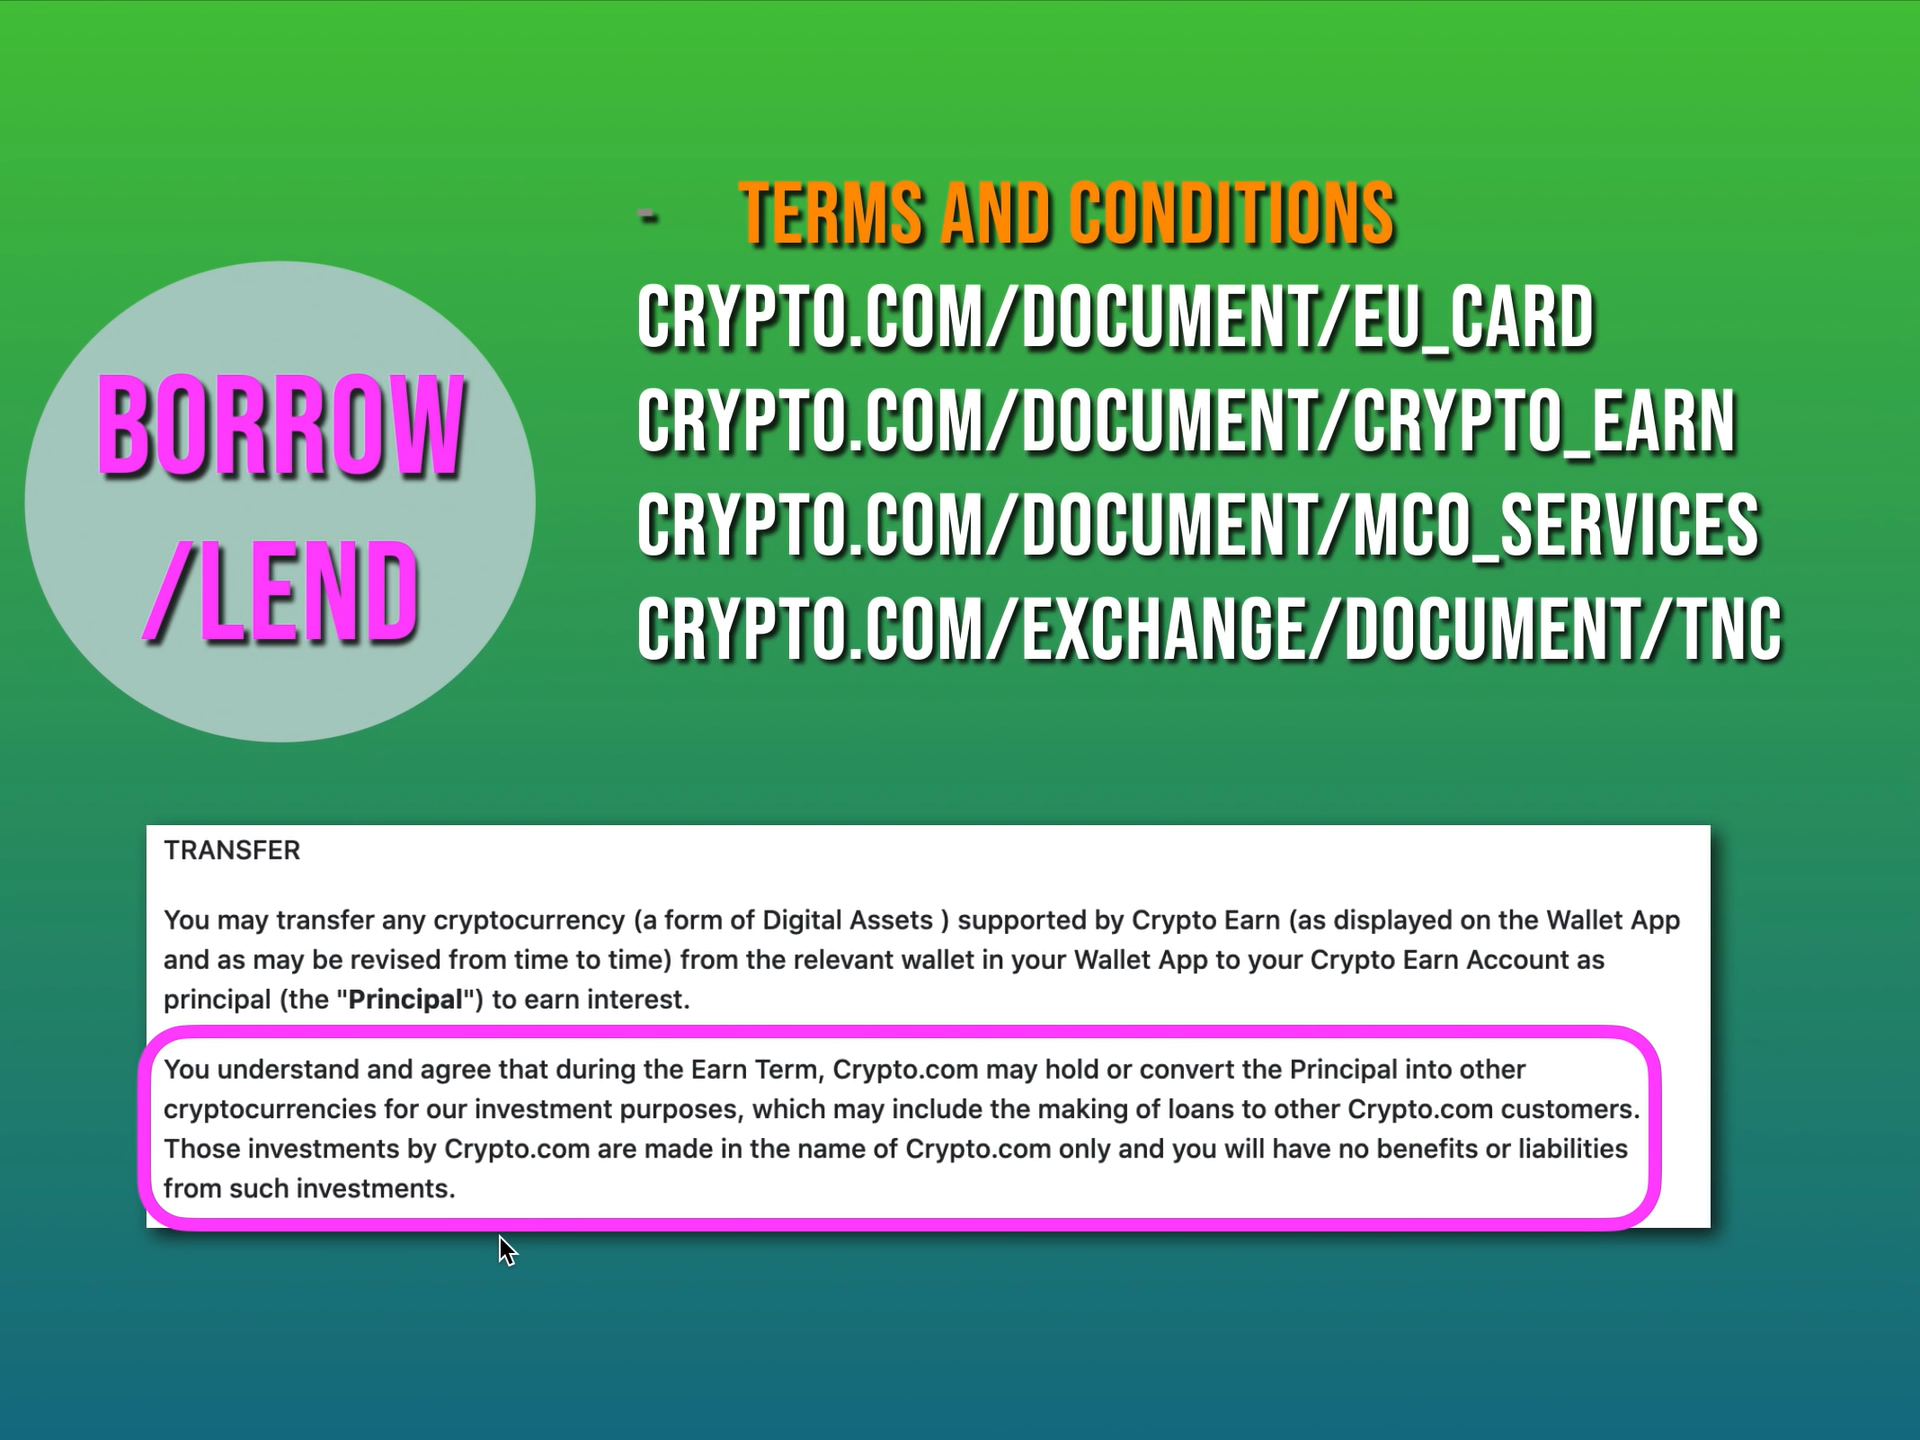 BORROW
/LEND
- TERMS AND CONDITIONS
CRYPTO.COM/DOCUMENT/EU_CARD
CRYPTO.COM/DOCUMENT/CRYPTO_EARN
CRYPTO.COM/DOCUMENT/MCO_SERVICES
CRYPTO.COM/EXCHANGE/DOCUMENT/TNC
TRANSFER
You may transfer any cryptocurrency (a form of Digital Assets ) supported by Crypto Earn (as displayed on the Wallet App
and as may be revised from time to time) from the relevant wallet in your Wallet App to your Crypto Earn Account as
principal (the "Principal") to earn interest.
You understand and agree that during the Earn Term, Crypto.com may hold or convert the Principal into other
cryptocurrencies for our investment purposes, which may include the making of loans to other Crypto.com customers.
Those investments by Crypto.com are made in the name of Crypto.com only and you will have no benefits or liabilities
from such investments.